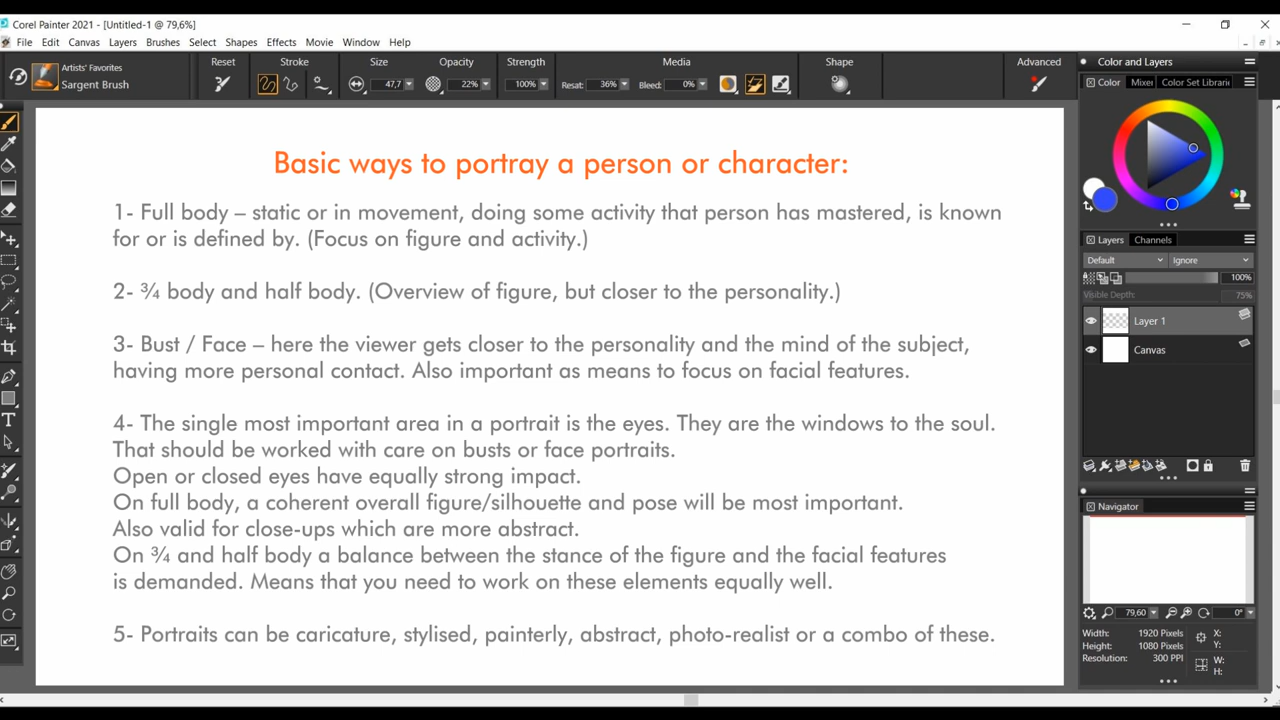 Corel Painter 2021 - [Untitled-1 @ 79,6%]
File Edit Canvas Layers Brushes Select Shapes Effects Movie Window Help
Artists' Favorites
Sargent Brush
Reset
Stroke
Size
47,7
Opacity
22%
Strength
100%
Media
Resat: 36%
Bleed: 0%
Shape
Advanced
Basic ways to portray a person or character:
1- Full body – static or in movement, doing some activity that person has mastered, is known
for or is defined by. (Focus on figure and activity.)
2- ¾ body and half body. (Overview of figure, but closer to the personality.)
3- Bust / Face – here the viewer gets closer to the personality and the mind of the subject,
having more personal contact. Also important as means to focus on facial features.
4- The single most important area in a portrait is the eyes. They are the windows to the soul.
That should be worked with care on busts or face portraits.
Open or closed eyes have equally strong impact.
On full body, a coherent overall figure/silhouette and pose will be most important.
Also valid for close-ups which are more abstract.
On ¾ and half body a balance between the stance of the figure and the facial features
is demanded. Means that you need to work on these elements equally well.
5- Portraits can be caricature, stylised, painterly, abstract, photo-realist or a combo of these.
Color and Layers
Color Mixer Color Set Librarie
Layers Channels
Default Ignore
100%
Visible Depth: 75%
Layer 1
Canvas
Navigator
79,60 0°
Width: 1920 Pixels X:
Height: 1080 Pixels Y:
Resolution: 300 PPI W:
H: